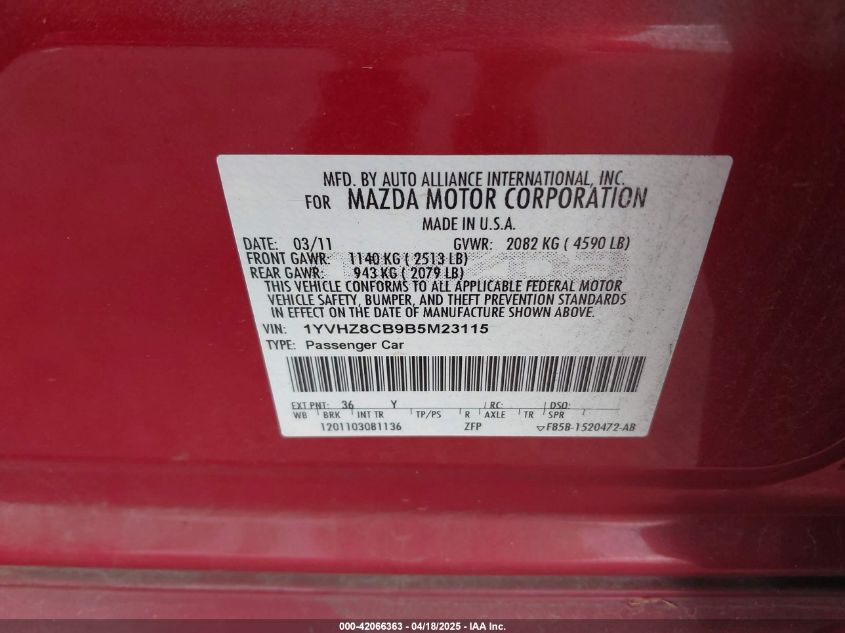 MFD. BY AUTO ALLIANCE INTERNATIONAL, INC.
FOR MAZDA MOTOR CORPORATION
MADE IN U.S.A.
DATE: 03/11 GVWR: 2082 KG ( 4590 LB)
FRONT GAWR: 1140 KG ( 2513 LB)
REAR GAWR: 943 KG ( 2079 LB)
THIS VEHICLE CONFORMS TO ALL APPLICABLE FEDERAL MOTOR
VEHICLE SAFETY, BUMPER, AND THEFT PREVENTION STANDARDS
IN EFFECT ON THE DATE OF MANUFACTURE SHOWN ABOVE.
VIN: 1YVHZ8CB9B5M23115
TYPE: Passenger Car
EXT PNT: 36 Y RC: DSO:
WB BRK INT TR TP/PS R AXLE TR SPR
1201103081136 ZFP F85B-1520472-AB
000-42066363 - 04/18/2025 - IAA Inc.